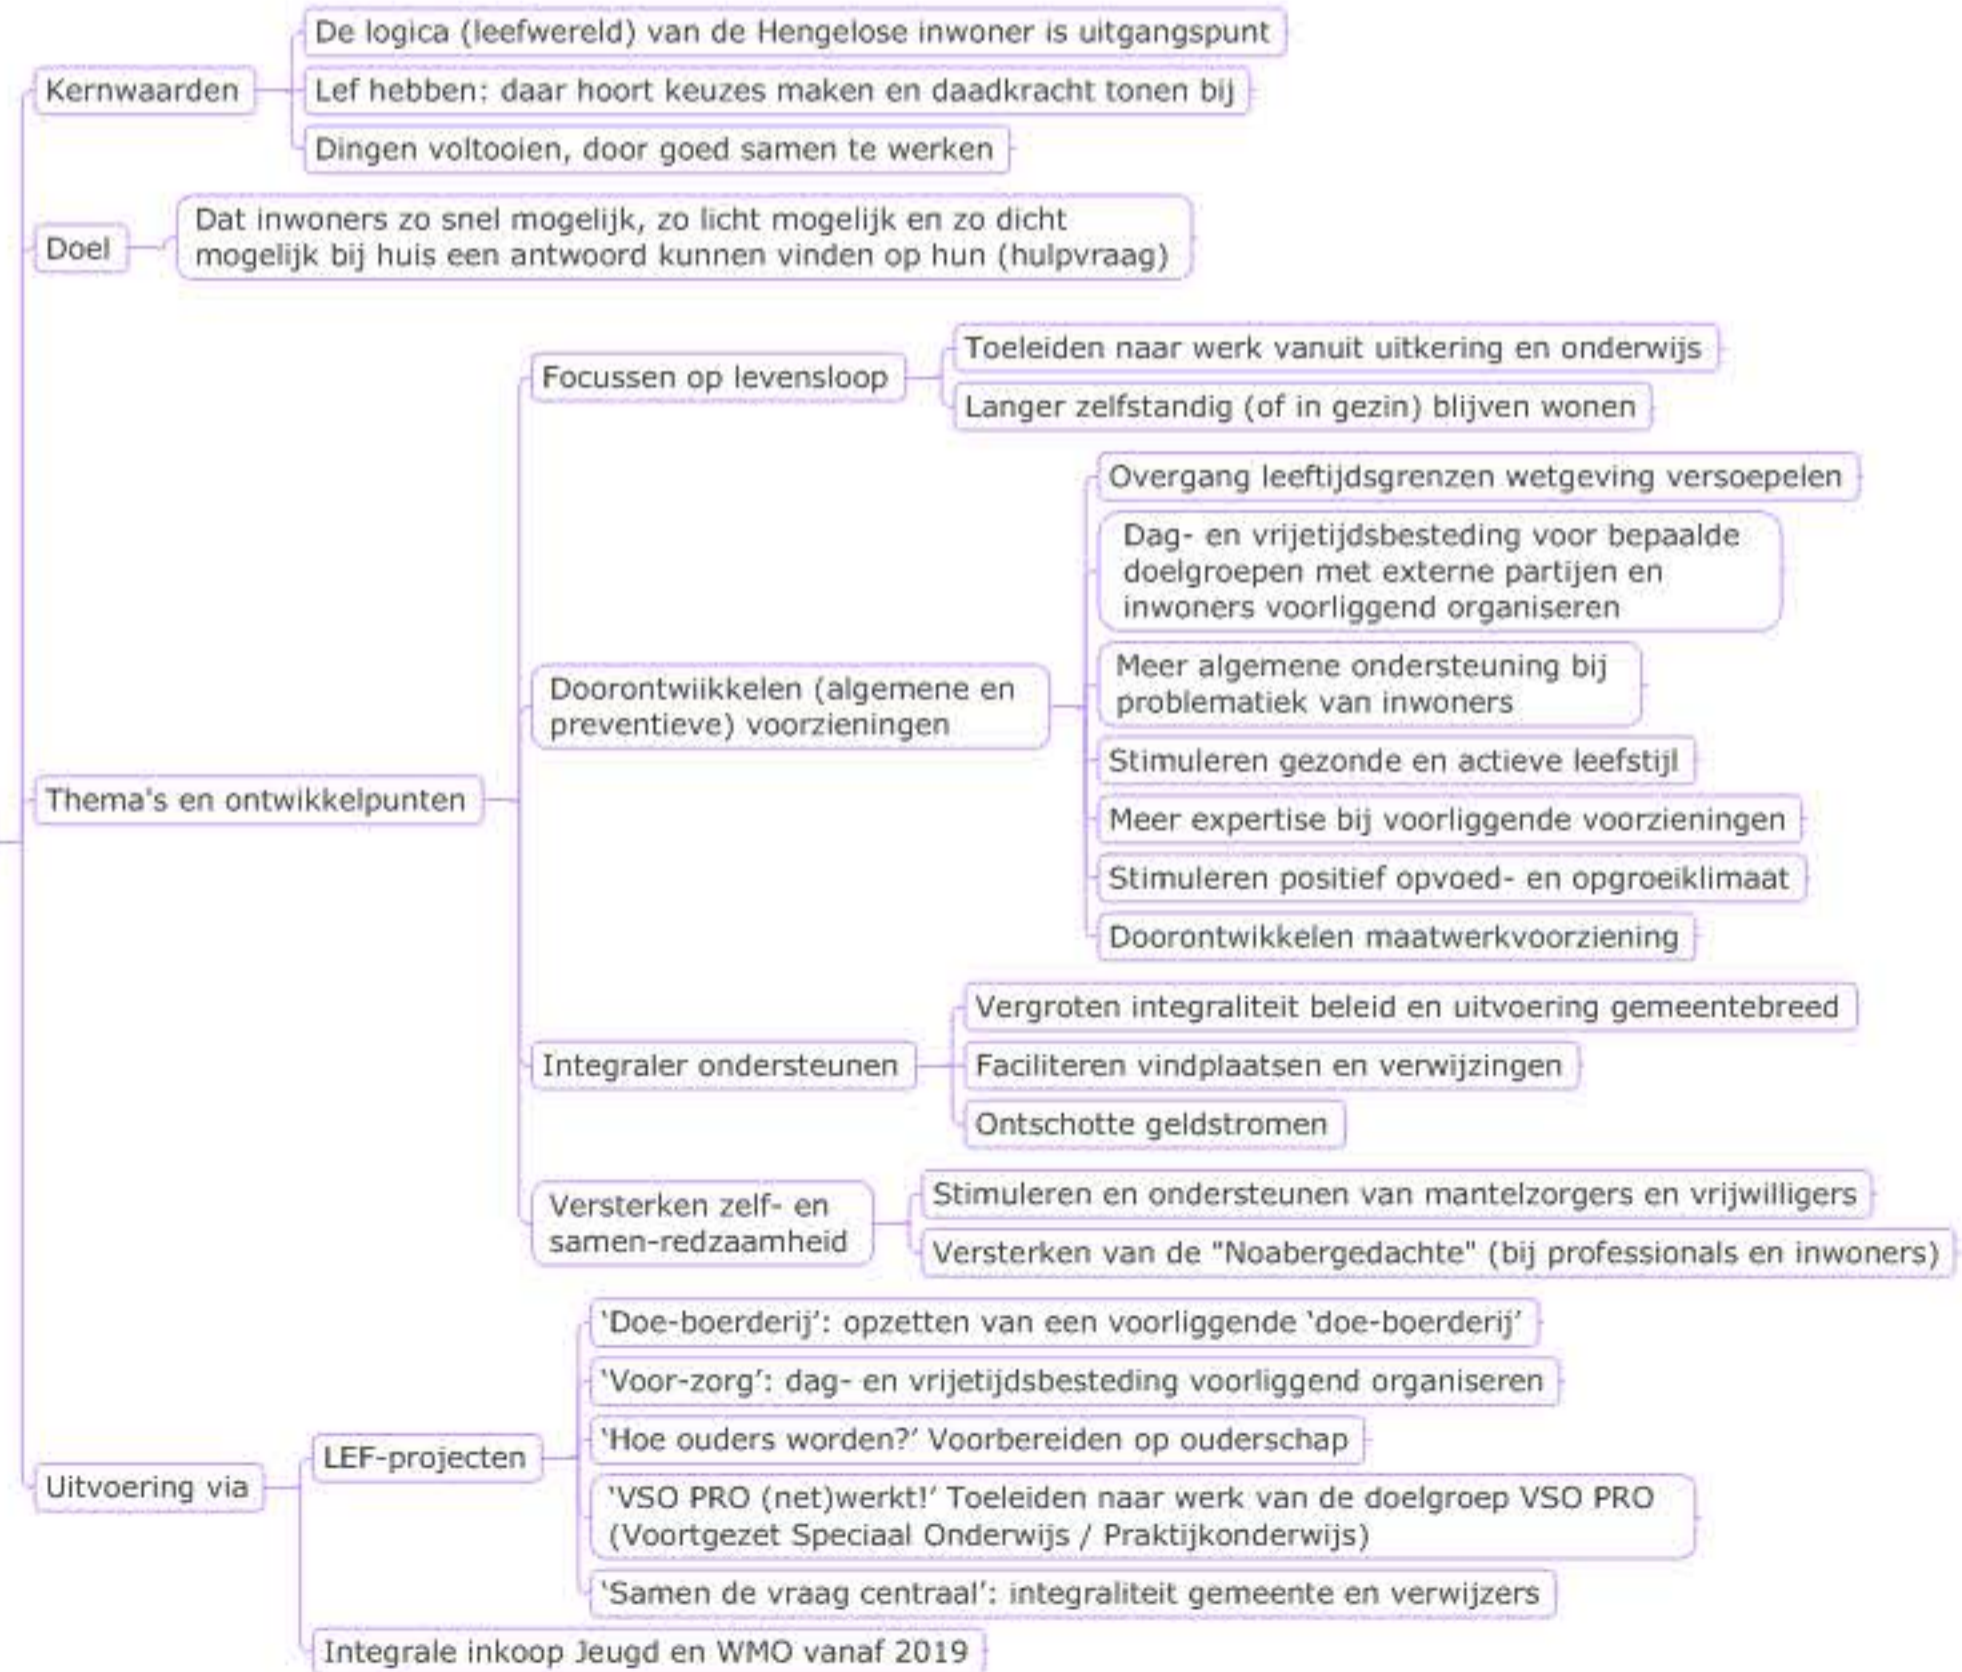 Kernwaarden
De logica (leefwereld) van de Hengelose inwoner is uitgangspunt
Lef hebben: daar hoort keuzes maken en daadkracht tonen bij
Dingen voltooien, door goed samen te werken
Doel
Dat inwoners zo snel mogelijk, zo licht mogelijk en zo dicht
mogelijk bij huis een antwoord kunnen vinden op hun (hulpvraag)
Thema's en ontwikkelpunten
Focussen op levensloop
Toeleiden naar werk vanuit uitkering en onderwijs
Langer zelfstandig (of in gezin) blijven wonen
Doorontwiikkelen (algemene en
preventieve) voorzieningen
Overgang leeftijdsgrenzen wetgeving versoepelen
Dag- en vrijetijdsbesteding voor bepaalde
doelgroepen met externe partijen en
inwoners voorliggend organiseren
Meer algemene ondersteuning bij
problematiek van inwoners
Stimuleren gezonde en actieve leefstijl
Meer expertise bij voorliggende voorzieningen
Stimuleren positief opvoed- en opgroeiklimaat
Doorontwikkelen maatwerkvoorziening
Integraler ondersteunen
Vergroten integraliteit beleid en uitvoering gemeentebreed
Faciliteren vindplaatsen en verwijzingen
Ontschotte geldstromen
Versterken zelf- en
samen-redzaamheid
Stimuleren en ondersteunen van mantelzorgers en vrijwilligers
Versterken van de "Noabergedachte" (bij professionals en inwoners)
Uitvoering via
LEF-projecten
‘Doe-boerderij’: opzetten van een voorliggende ‘doe-boerderij’
‘Voor-zorg’: dag- en vrijetijdsbesteding voorliggend organiseren
‘Hoe ouders worden?’ Voorbereiden op ouderschap
‘VSO PRO (net)werkt!’ Toeleiden naar werk van de doelgroep VSO PRO
(Voortgezet Speciaal Onderwijs / Praktijkonderwijs)
‘Samen de vraag centraal’: integraliteit gemeente en verwijzers
Integrale inkoop Jeugd en WMO vanaf 2019